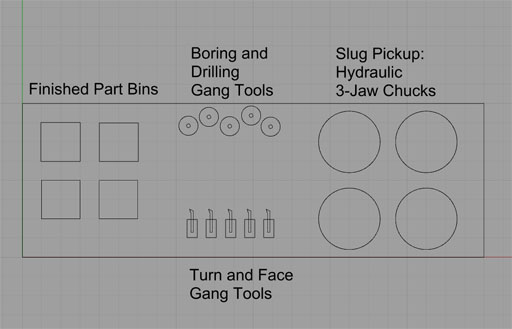 Finished Part Bins
Boring and
Drilling
Gang Tools
Slug Pickup:
Hydraulic
3-Jaw Chucks
Turn and Face
Gang Tools